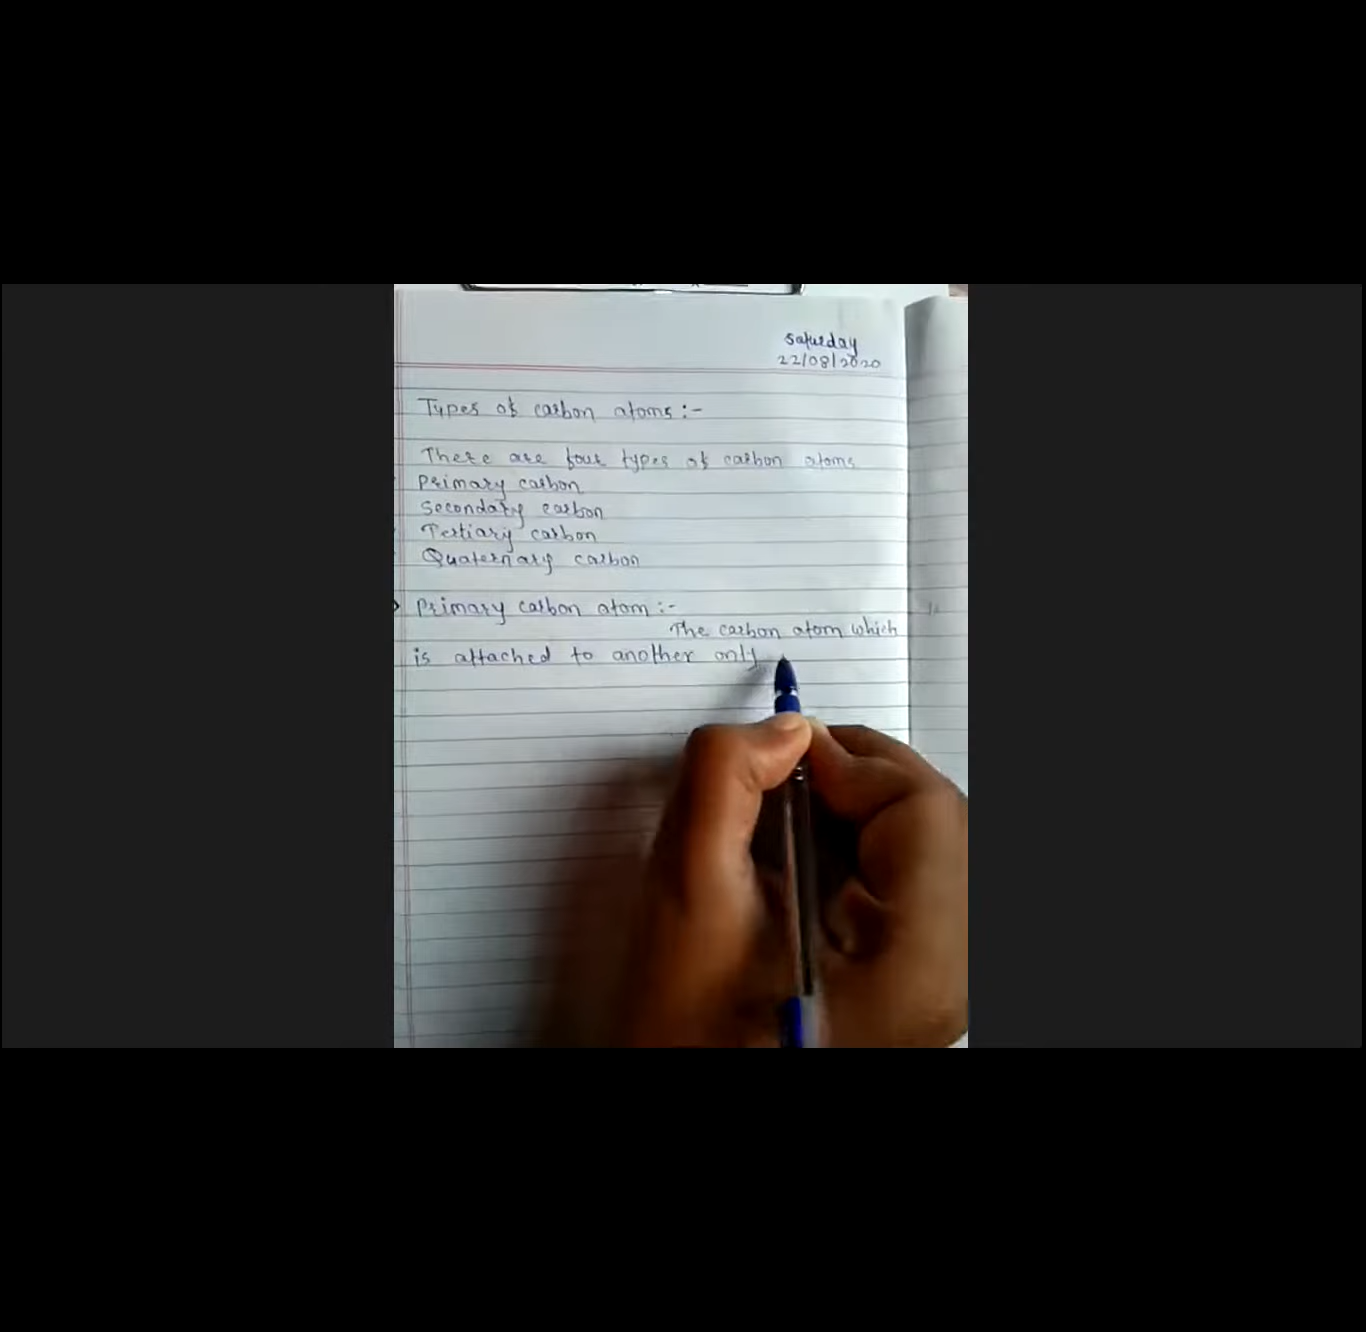 Saturday
22/08/2020
Types of carbon atoms :-
There are four types of carbon atoms
Primary carbon
Secondary carbon
Tertiary carbon
Quaternary carbon
Primary carbon atom :-
The carbon atom which
is attached to another only